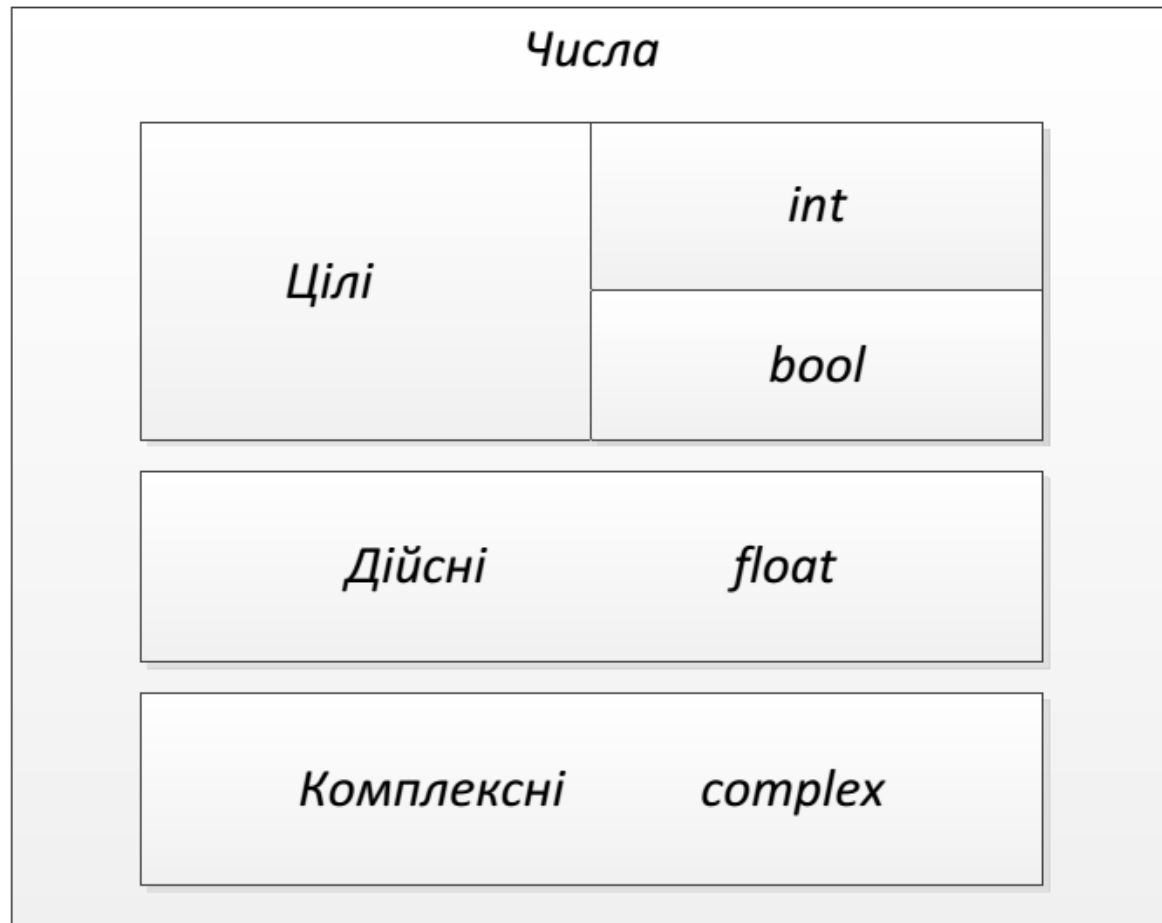 Числа
Цілі
int
bool
Дійсні float
Комплексні complex